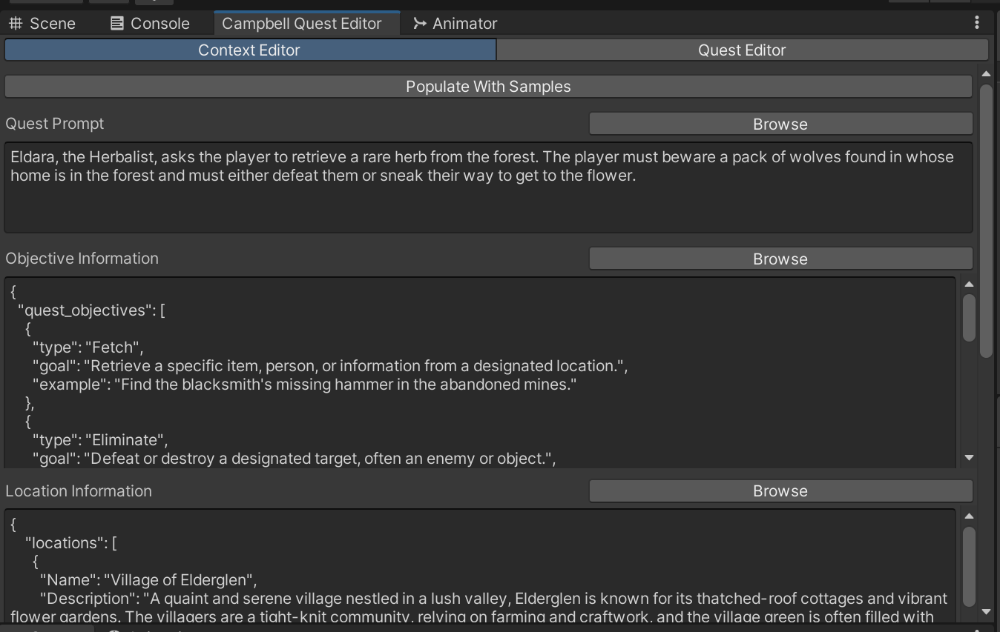 Scene Console Campbell Quest Editor Animator
Context Editor Quest Editor
Populate With Samples
Quest Prompt Browse
Eldara, the Herbalist, asks the player to retrieve a rare herb from the forest. The player must beware a pack of wolves found in whose
home is in the forest and must either defeat them or sneak their way to get to the flower.
Objective Information Browse
{
"quest_objectives": [
{
"type": "Fetch",
"goal": "Retrieve a specific item, person, or information from a designated location.",
"example": "Find the blacksmith's missing hammer in the abandoned mines."
},
{
"type": "Eliminate",
"goal": "Defeat or destroy a designated target, often an enemy or object.",
Location Information Browse
{
"locations": [
{
"Name": "Village of Elderglen",
"Description": "A quaint and serene village nestled in a lush valley, Elderglen is known for its thatched-roof cottages and vibrant
flower gardens. The villagers are a tight-knit community, relying on farming and craftwork, and the village green is often filled with